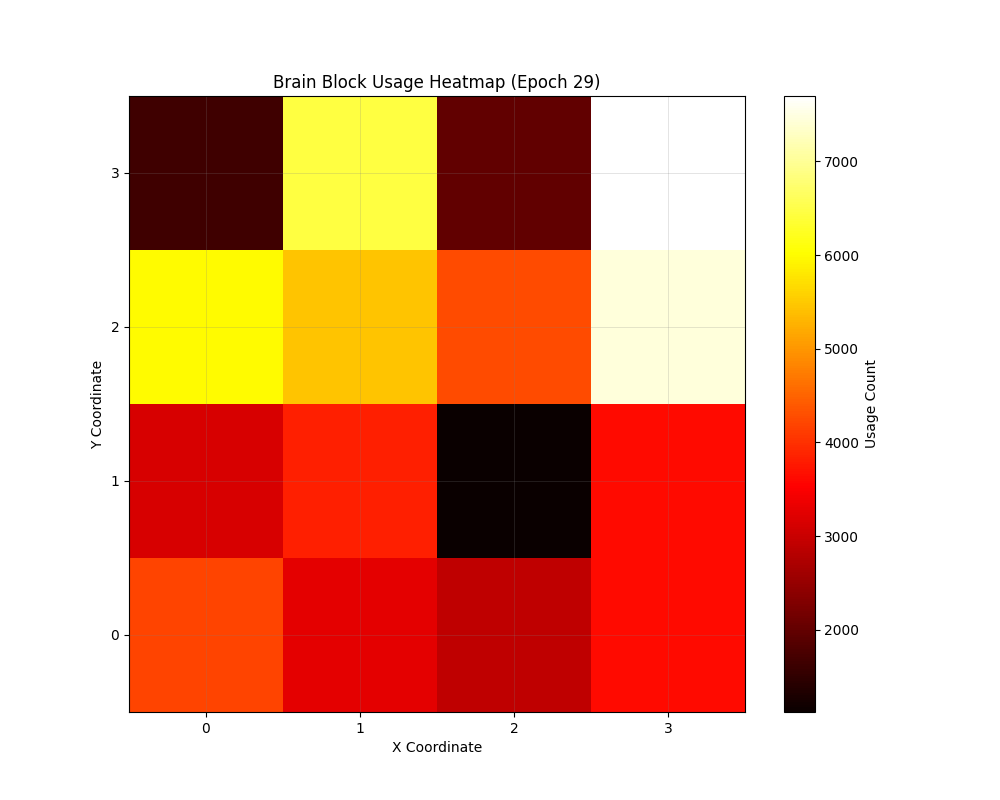 Brain Block Usage Heatmap (Epoch 29)
3
2
1
0
Y Coordinate
0 1 2 3
X Coordinate
7000
6000
5000
4000
3000
2000
Usage Count